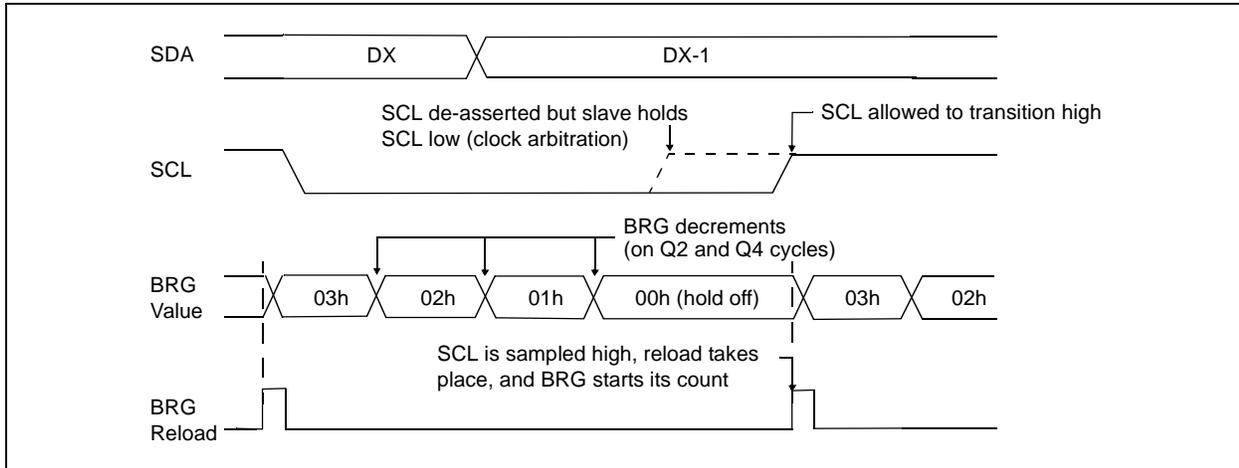 SDA
DX
DX-1
SCL de-asserted but slave holds
SCL low (clock arbitration)
SCL allowed to transition high
SCL
BRG decrements
(on Q2 and Q4 cycles)
BRG
Value
03h
02h
01h
00h (hold off)
03h
02h
SCL is sampled high, reload takes
place, and BRG starts its count
BRG
Reload